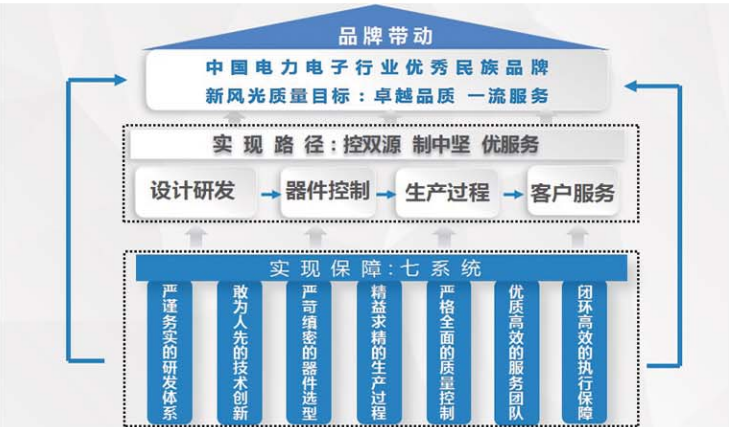 品牌带动
中国电力电子行业优秀民族品牌
新风光质量目标：卓越品质 一流服务
实现路径：控双源 制中坚 优服务
设计研发
器件控制
生产过程
客户服务
实现保障：七系统
严谨务实的研发体系
敢为人先的技术创新
严苛缜密的器件选型
精益求精的生产过程
严格全面的质量控制
优质高效的服务团队
闭环高效的执行保障